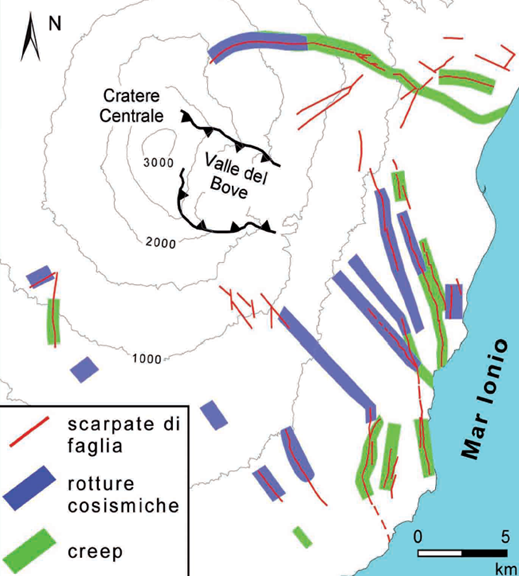 N
Cratere
Centrale
3000
Valle del
Bove
2000
1000
Mar Ionio
scarpate di
faglia
rotture
cosismiche
creep
0 5
km